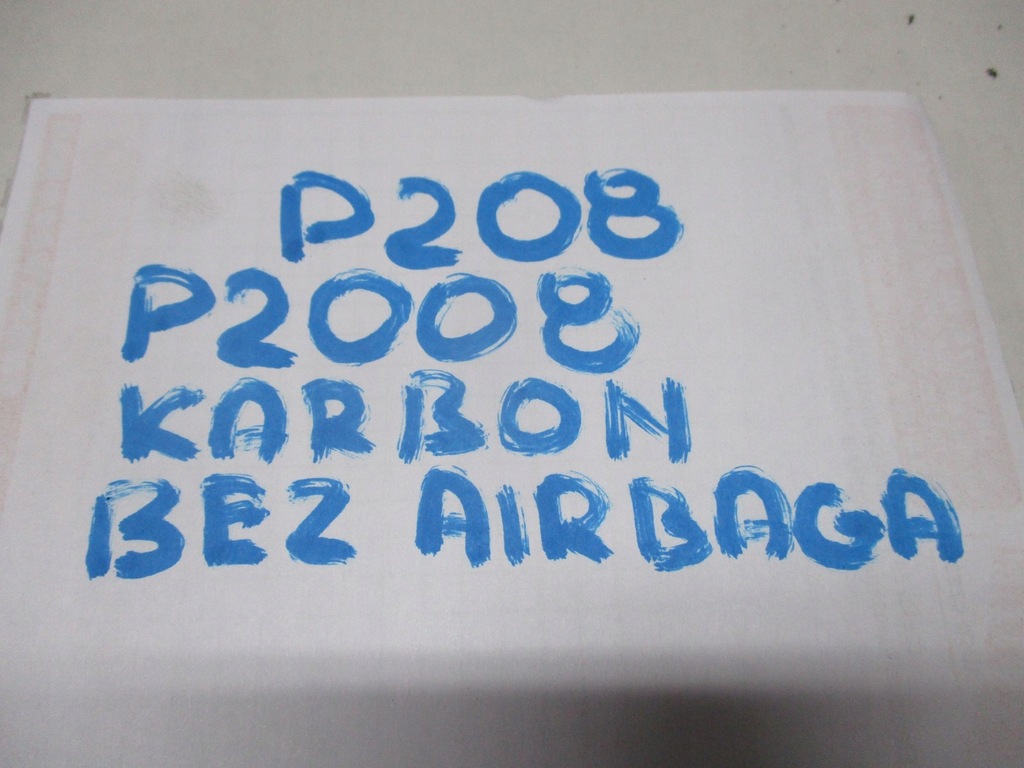 P208
P2008
KARBON
BEZ AIRBAGA